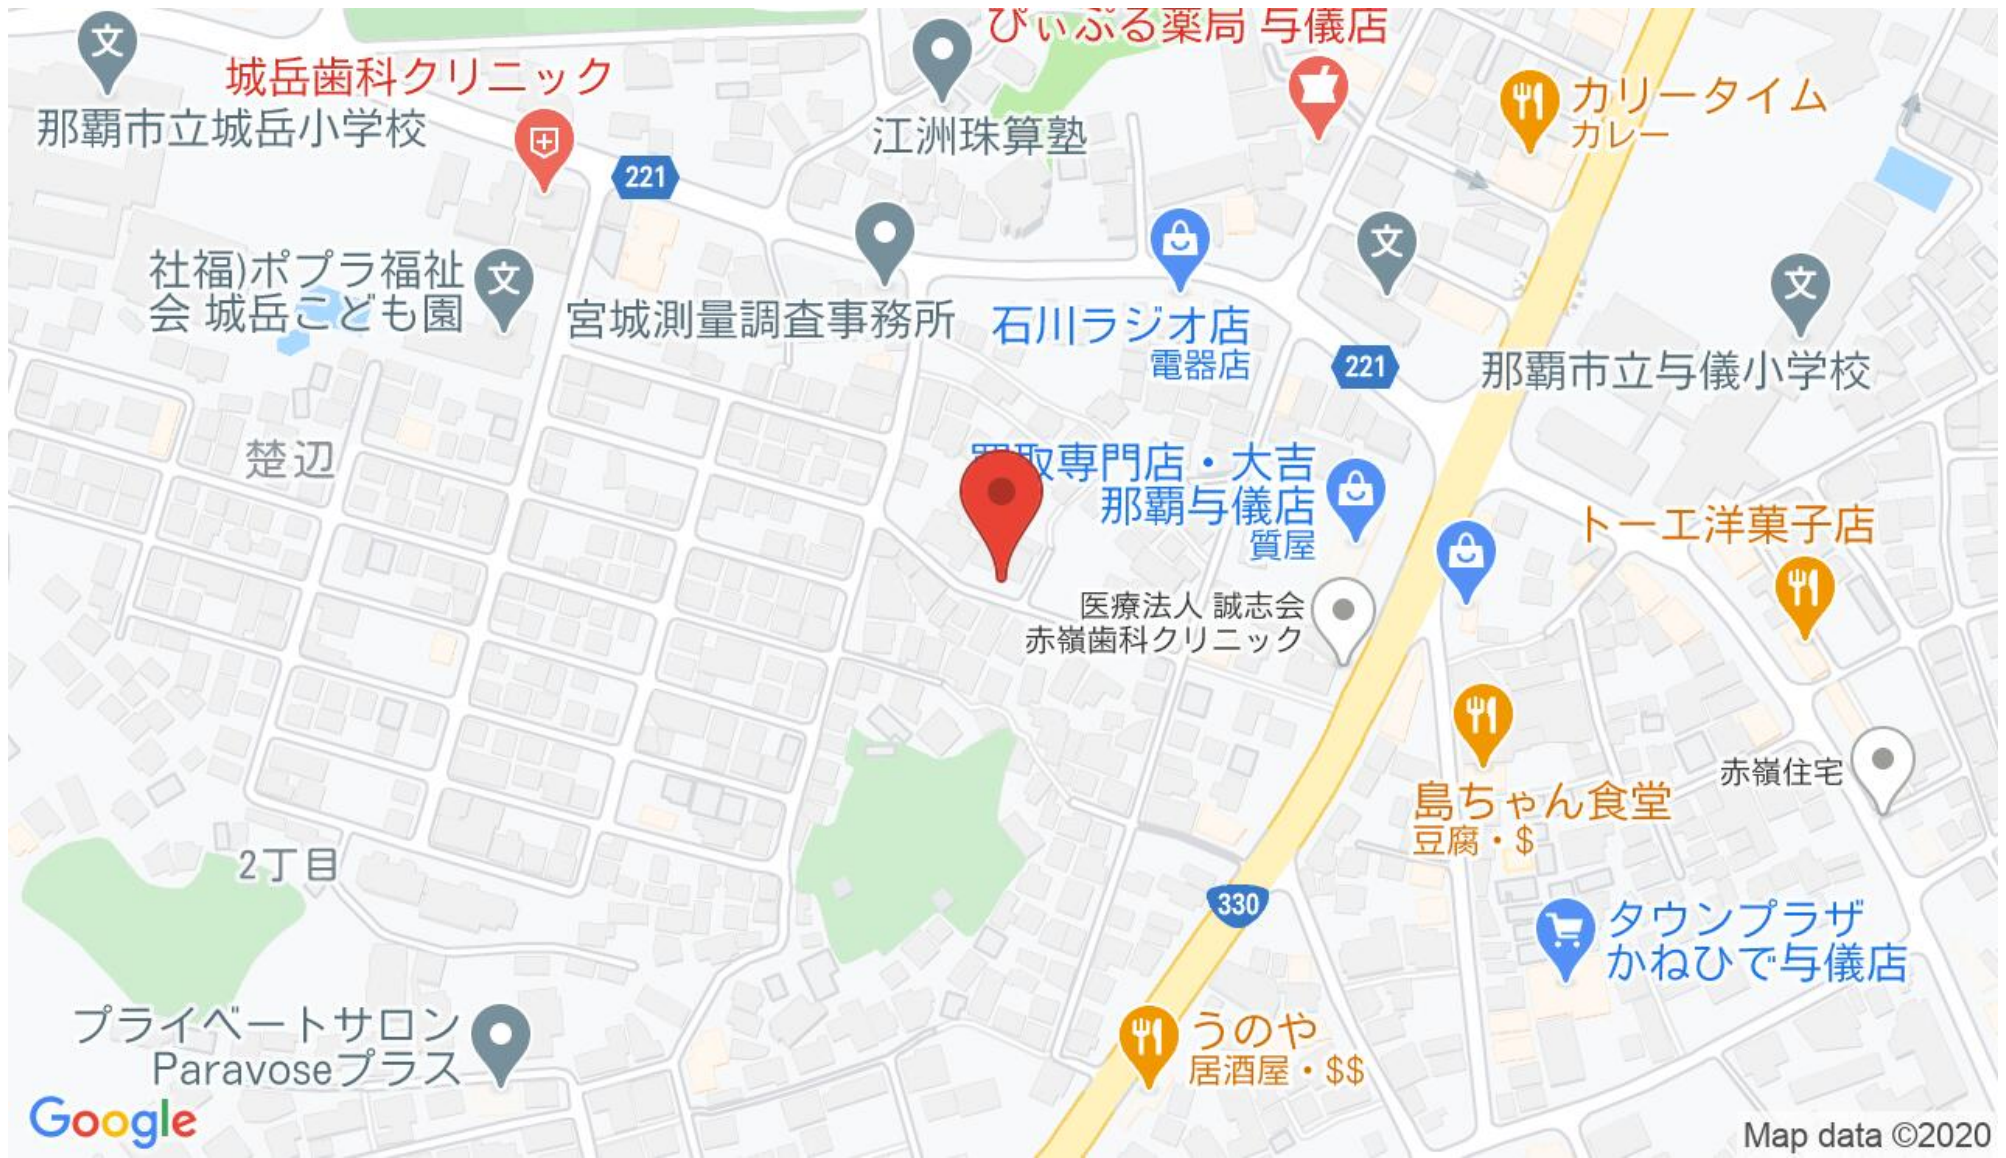 ぴぃぷる薬局 与儀店
城岳歯科クリニック
那覇市立城岳小学校
文
221
江洲珠算塾
カリータイム
カレー
社福)ポプラ福祉
会 城岳こども園
文
宮城測量調査事務所
石川ラジオ店
電器店
文
文
221
那覇市立与儀小学校
楚辺
取専門店・大吉
那覇与儀店
質屋
トーエ洋菓子店
医療法人 誠志会
赤嶺歯科クリニック
赤嶺住宅
島ちゃん食堂
豆腐・$
2丁目
330
タウンプラザ
かねひで与儀店
プライベートサロン
Paravoseプラス
うのや
居酒屋・$$
Google
Map data ©2020